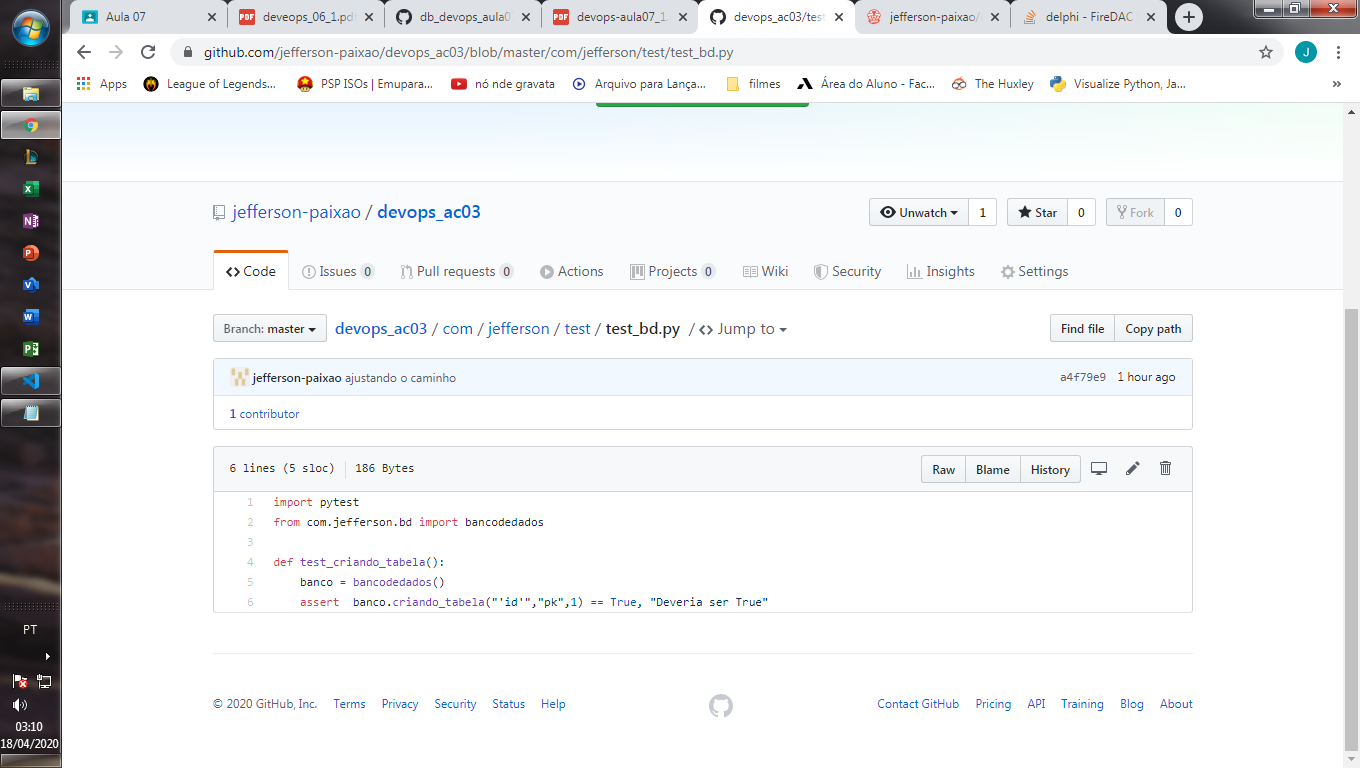 Aula 07
deveops_06_1.pdf
db_devops_aula0
devops-aula07_1.
devops_ac03/test
jefferson-paixao/
delphi - FireDAC
github.com/jefferson-paixao/devops_ac03/blob/master/com/jefferson/test/test_bd.py
J
Apps League of Legends... PSP ISOs | Emupara... nó nde gravata Arquivo para Lança... filmes Área do Aluno - Fac... The Huxley Visualize Python, Ja... »
jefferson-paixao / devops_ac03
Unwatch 1 Star 0 Fork 0
Code Issues 0 Pull requests 0 Actions Projects 0 Wiki Security Insights Settings
Branch: master devops_ac03 / com / jefferson / test / test_bd.py / <> Jump to Find file Copy path
jefferson-paixao ajustando o caminho a4f79e9 1 hour ago
1 contributor
6 lines (5 sloc) 186 Bytes Raw Blame History
1 import pytest
2 from com.jefferson.bd import bancodedados
3
4 def test_criando_tabela():
5 banco = bancodedados()
6 assert banco.criando_tabela("'id'","pk",1) == True, "Deveria ser True"
© 2020 GitHub, Inc. Terms Privacy Security Status Help Contact GitHub Pricing API Training Blog About
PT
03:10
18/04/2020